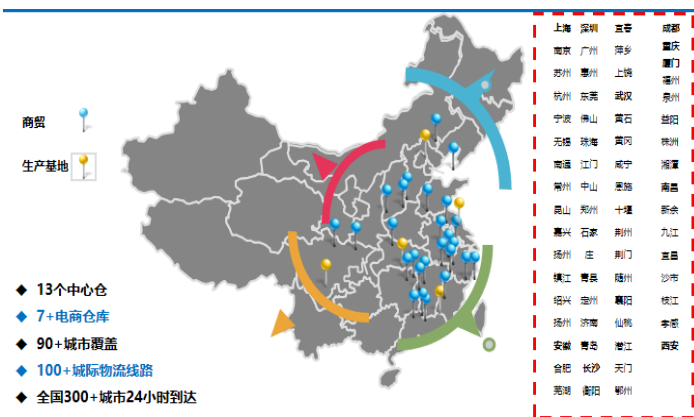 商贸
生产基地
◆ 13个中心仓
◆ 7+电商仓库
◆ 90+城市覆盖
◆ 100+城际物流线路
◆ 全国300+城市24小时到达
上海 深圳 宜春 成都
南京 广州 萍乡 重庆
厦门
苏州 惠州 上饶 福州
杭州 东莞 武汉 泉州
宁波 佛山 黄石 益阳
无锡 珠海 黄冈 株洲
南通 江门 咸宁 湘潭
常州 中山 恩施 南昌
昆山 郑州 十堰 新余
嘉兴 石家 荆州 九江
扬州 庄 荆门 宜昌
镇江 青县 随州 沙市
绍兴 沧州 襄阳 枝江
扬州 济南 仙桃 孝感
安徽 青岛 潜江 西安
合肥 长沙 天门
芜湖 衡阳 鄂州